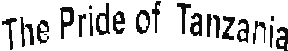 The Pride of Tanzania